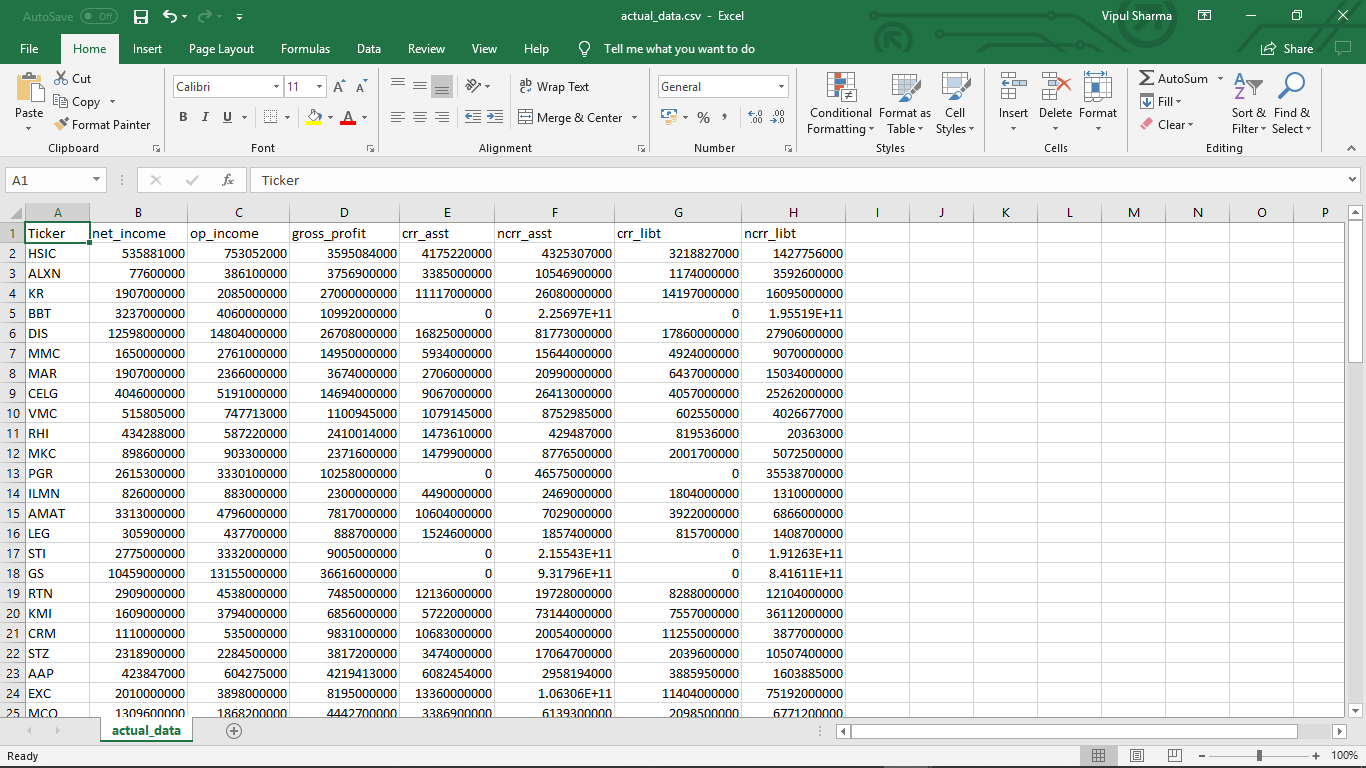 AutoSave Off actual_data.csv - Excel Vipul Sharma
File Home Insert Page Layout Formulas Data Review View Help Tell me what you want to do Share
Cut
Copy
Format Painter
Paste
Clipboard
Calibri 11
B I U
Font
Wrap Text
Merge & Center
Alignment
General
% ,
Number
Conditional Formatting
Format as Table
Cell Styles
Styles
Insert Delete Format
Cells
AutoSum
Fill
Clear
Sort & Filter
Find & Select
Editing
A1 fx Ticker
A B C D E F G H I J K L M N O P
1 Ticker net_income op_income gross_profit crr_asst ncrr_asst crr_libt ncrr_libt
2 HSIC 535881000 753052000 3595084000 4175220000 4325307000 3218827000 1427756000
3 ALXN 77600000 386100000 3756900000 3385000000 10546900000 1174000000 3592600000
4 KR 1907000000 2085000000 27000000000 11117000000 26080000000 14197000000 16095000000
5 BBT 3237000000 4060000000 10992000000 0 2.25697E+11 0 1.95519E+11
6 DIS 12598000000 14804000000 26708000000 16825000000 81773000000 17860000000 27906000000
7 MMC 1650000000 2761000000 14950000000 5934000000 15644000000 4924000000 9070000000
8 MAR 1907000000 2366000000 3674000000 2706000000 20990000000 6437000000 15034000000
9 CELG 4046000000 5191000000 14694000000 9067000000 26413000000 4057000000 25262000000
10 VMC 515805000 747713000 1100945000 1079145000 8752985000 602550000 4026677000
11 RHI 434288000 587220000 2410014000 1473610000 429487000 819536000 20363000
12 MKC 898600000 903300000 2371600000 1479900000 8776500000 2001700000 5072500000
13 PGR 2615300000 3330100000 10258000000 0 46575000000 0 35538700000
14 ILMN 826000000 883000000 2300000000 4490000000 2469000000 1804000000 1310000000
15 AMAT 3313000000 4796000000 7817000000 10604000000 7029000000 3922000000 6866000000
16 LEG 305900000 437700000 888700000 1524600000 1857400000 815700000 1408700000
17 STI 2775000000 3332000000 9005000000 0 2.15543E+11 0 1.91263E+11
18 GS 10459000000 13155000000 36616000000 0 9.31796E+11 0 8.41611E+11
19 RTN 2909000000 4538000000 7485000000 12136000000 19728000000 8288000000 12104000000
20 KMI 1609000000 3794000000 6856000000 5722000000 73144000000 7557000000 36112000000
21 CRM 1110000000 535000000 9831000000 10683000000 20054000000 11255000000 3877000000
22 STZ 2318900000 2284500000 3817200000 3474000000 17064700000 2039600000 10507400000
23 AAP 423847000 604275000 4219413000 6082454000 2958194000 3885950000 1603885000
24 EXC 2010000000 3898000000 8195000000 13360000000 1.06306E+11 11404000000 75192000000
25 MCO 1309600000 1868200000 4442700000 3386900000 6139300000 2098500000 6771200000
actual_data
Ready 100%